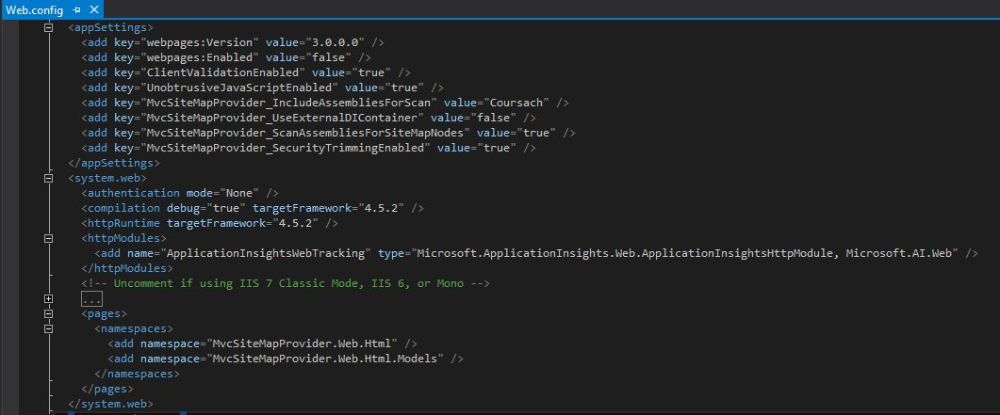 Web.config
<appSettings>
<add key="webpages:Version" value="3.0.0.0" />
<add key="webpages:Enabled" value="false" />
<add key="ClientValidationEnabled" value="true" />
<add key="UnobtrusiveJavaScriptEnabled" value="true" />
<add key="MvcSiteMapProvider_IncludeAssembliesForScan" value="Coursach" />
<add key="MvcSiteMapProvider_UseExternalDIContainer" value="false" />
<add key="MvcSiteMapProvider_ScanAssembliesForSiteMapNodes" value="true" />
<add key="MvcSiteMapProvider_SecurityTrimmingEnabled" value="true" />
</appSettings>
<system.web>
<authentication mode="None" />
<compilation debug="true" targetFramework="4.5.2" />
<httpRuntime targetFramework="4.5.2" />
<httpModules>
<add name="ApplicationInsightsWebTracking" type="Microsoft.ApplicationInsights.Web.ApplicationInsightsHttpModule, Microsoft.AI.Web" />
</httpModules>
<!-- Uncomment if using IIS 7 Classic Mode, IIS 6, or Mono -->
...
<pages>
<namespaces>
<add namespace="MvcSiteMapProvider.Web.Html" />
<add namespace="MvcSiteMapProvider.Web.Html.Models" />
</namespaces>
</pages>
</system.web>